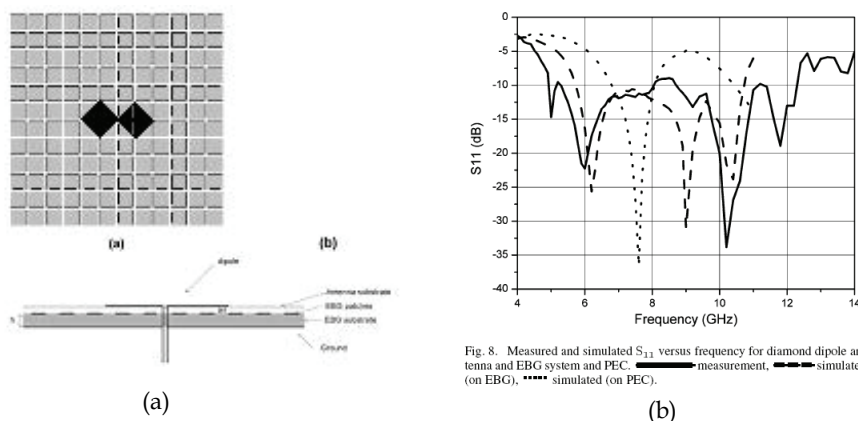 (a)
(b)
dipole
Antenna substrate
EBG patches
EBG substrate
Ground
(a)
S11 (dB)
0
-5
-10
-15
-20
-25
-30
-35
-40
4
6
8
10
12
14
Frequency (GHz)
Fig. 8. Measured and simulated S11 versus frequency for diamond dipole an
tenna and EBG system and PEC. measurement, simulate
(on EBG), simulated (on PEC).
(b)